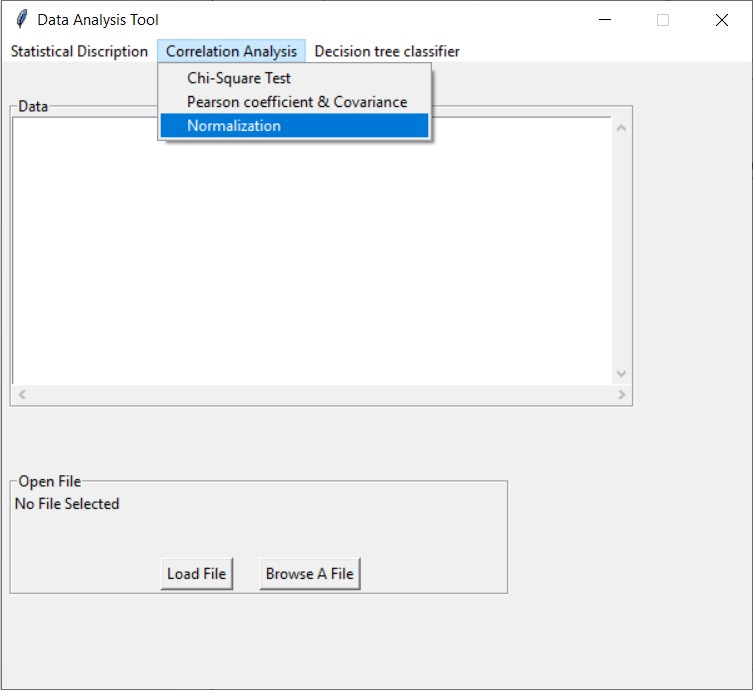 Data Analysis Tool
Statistical Discription Correlation Analysis Decision tree classifier
Chi-Square Test
Pearson coefficient & Covariance
Normalization
Data
Open File
No File Selected
Load File Browse A File